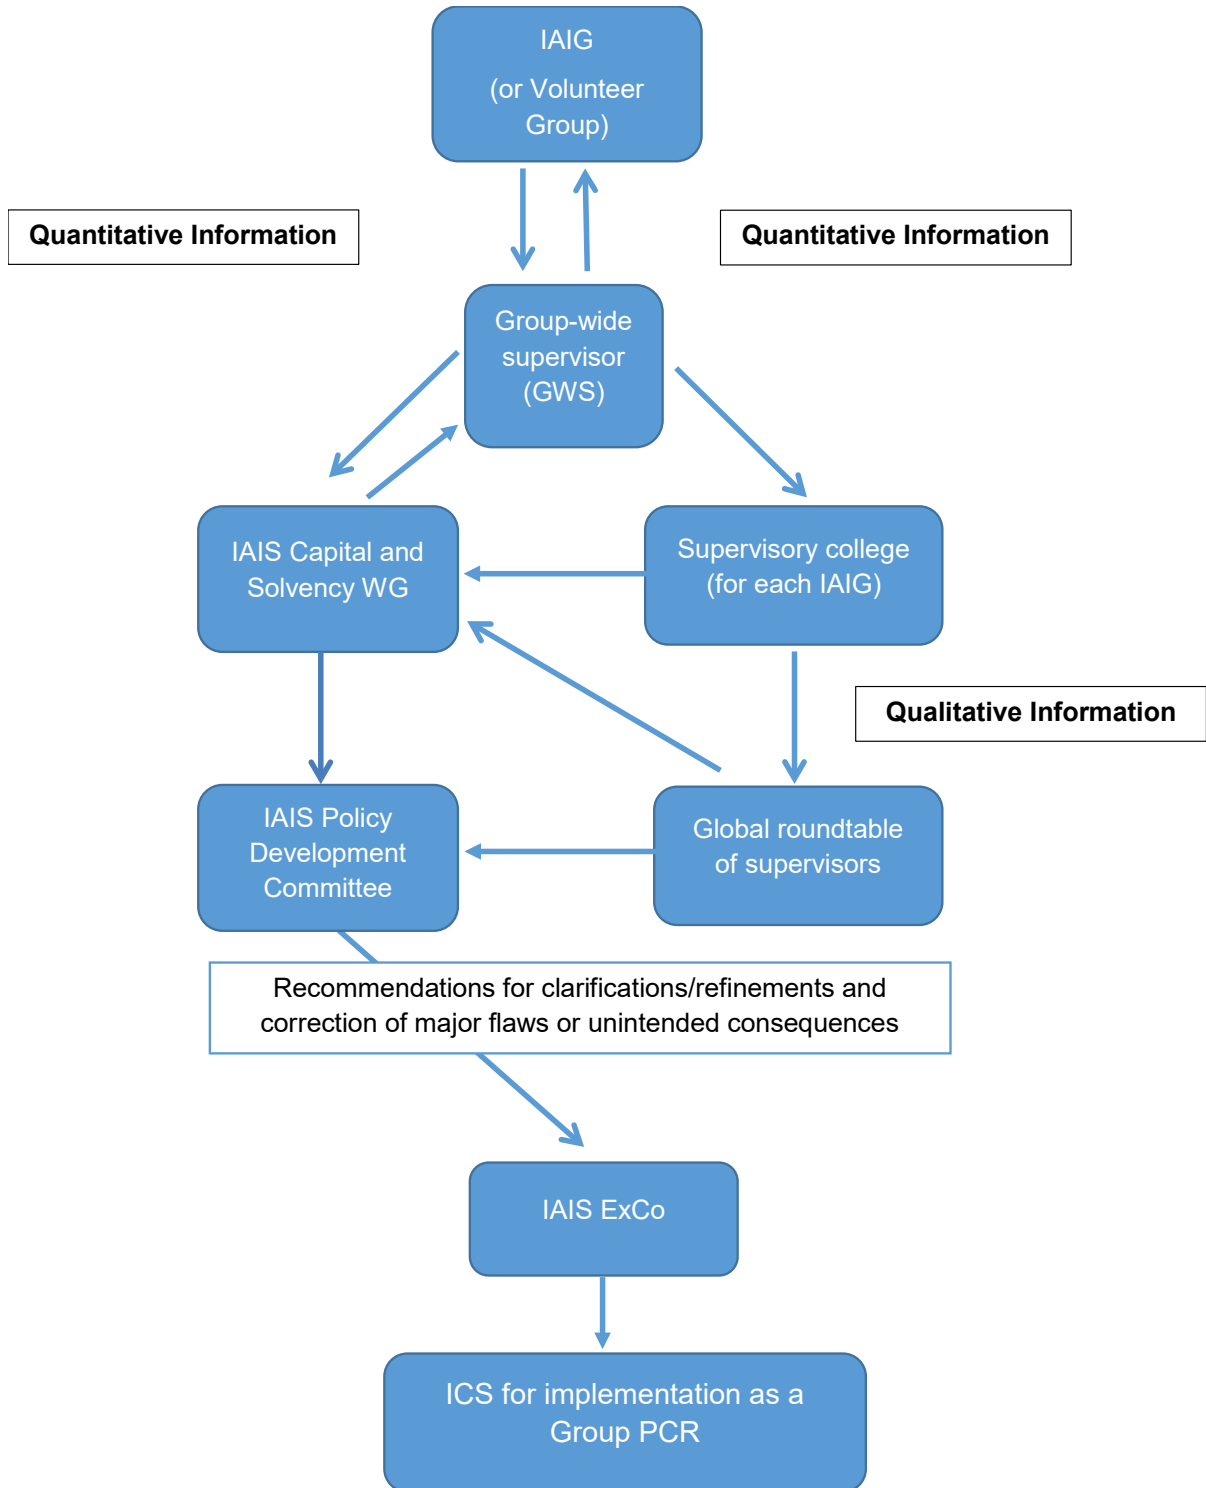 IAIG
(or Volunteer
Group)
Quantitative Information
Quantitative Information
Group-wide
supervisor
(GWS)
IAIS Capital and
Solvency WG
Supervisory college
(for each IAIG)
Qualitative Information
IAIS Policy
Development
Committee
Global roundtable
of supervisors
Recommendations for clarifications/refinements and
correction of major flaws or unintended consequences
IAIS ExCo
ICS for implementation as a
Group PCR